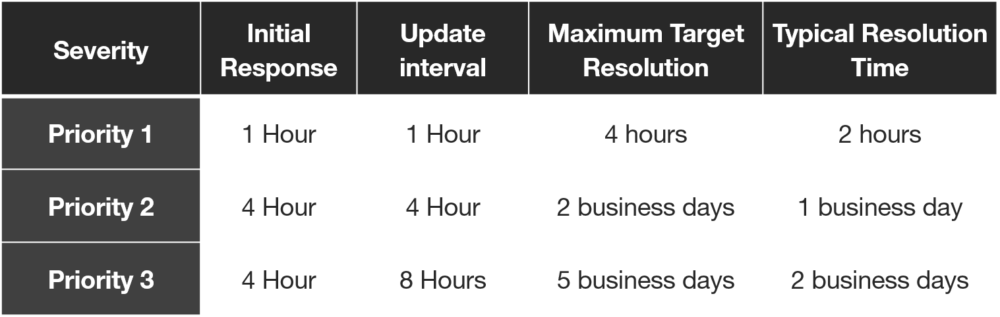 Severity
Initial
Response
Update
interval
Maximum Target
Resolution
Typical Resolution
Time
Priority 1
1 Hour
1 Hour
4 hours
2 hours
Priority 2
4 Hour
4 Hour
2 business days
1 business day
Priority 3
4 Hour
8 Hours
5 business days
2 business days